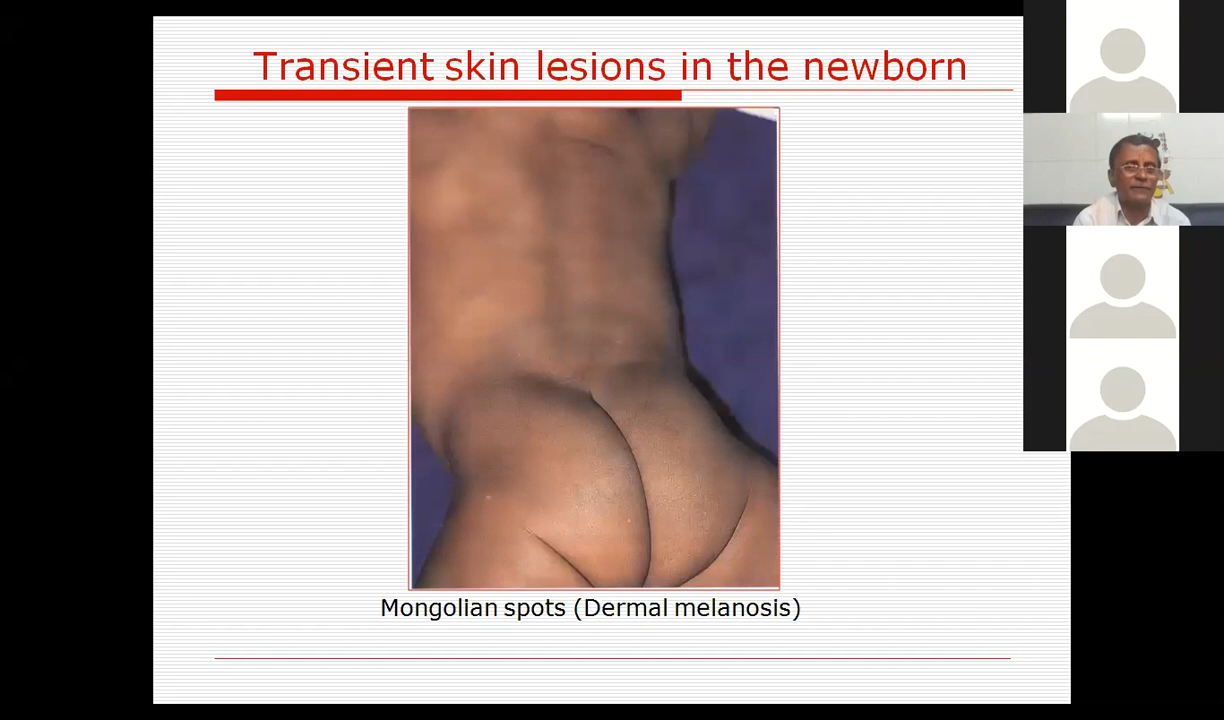 Transient skin lesions in the newborn
Mongolian spots (Dermal melanosis)